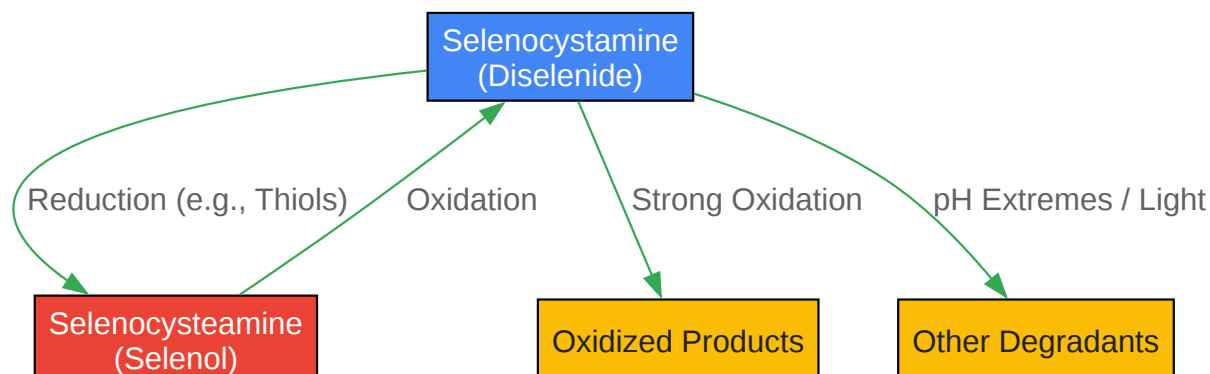 Selenocystamine
(Diselenide)
Reduction (e.g., Thiols)
Oxidation
Strong Oxidation
pH Extremes / Light
Selenocysteamine
(Selenol)
Oxidized Products
Other Degradants